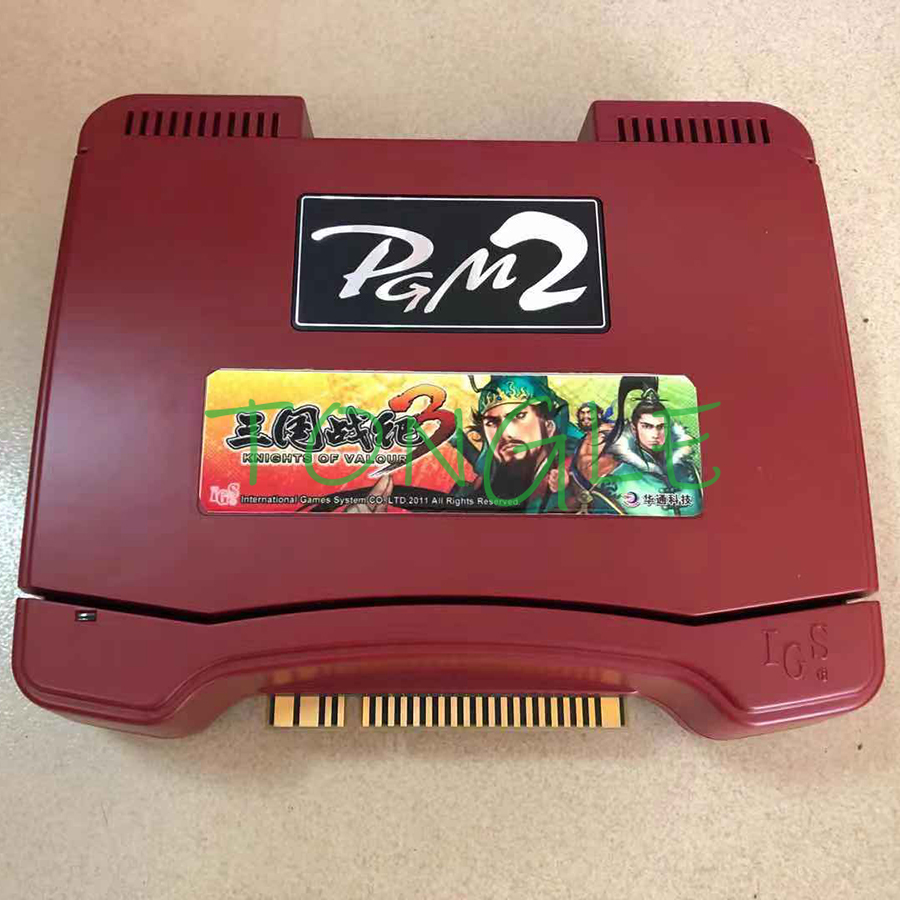 PGM2
三国战纪3
KNIGHTS OF VALOUR
TONGLE
IGS International Games System CO.LTD.2011 All Rights Reserved
华通科技
IGS